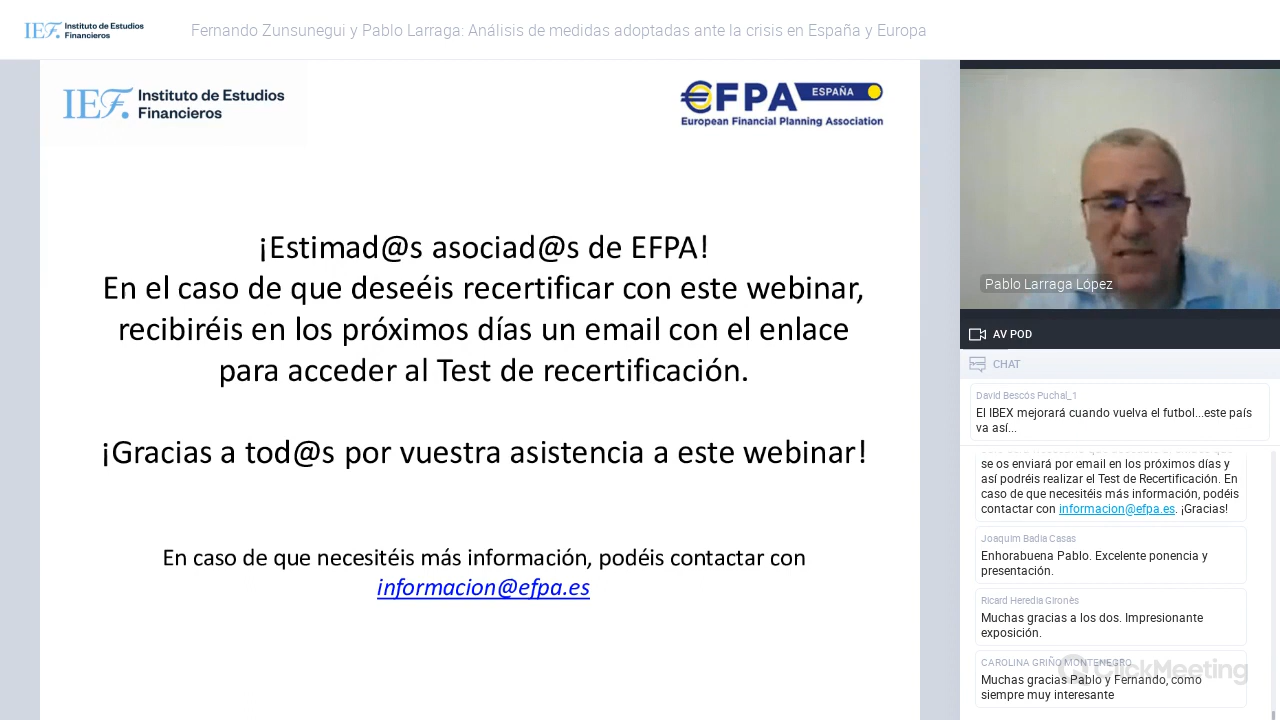 IEF. Instituto de Estudios
Financieros
Fernando Zunsunegui y Pablo Larraga: Análisis de medidas adoptadas ante la crisis en España y Europa
IEF. Instituto de Estudios
Financieros
€FPA ESPAÑA
European Financial Planning Association
¡Estimad@s asociad@s de EFPA!
En el caso de que deseéis recertificar con este webinar,
recibiréis en los próximos días un email con el enlace
para acceder al Test de recertificación.
¡Gracias a tod@s por vuestra asistencia a este webinar!
En caso de que necesitéis más información, podéis contactar con
informacion@efpa.es
Pablo Larraga López
AV POD
CHAT
David Bescós Puchal_1
El IBEX mejorará cuando vuelva el futbol...este país
va así...
se os enviará por email en los próximos días y
así podréis realizar el Test de Recertificación. En
caso de que necesitéis más información, podéis
contactar con informacion@efpa.es. ¡Gracias!
Joaquim Badia Casas
Enhorabuena Pablo. Excelente ponencia y
presentación.
Ricard Heredia Gironès
Muchas gracias a los dos. Impresionante
exposición.
CAROLINA GRIÑO MONTENEGRO
ClickMeeting
Muchas gracias Pablo y Fernando, como
siempre muy interesante